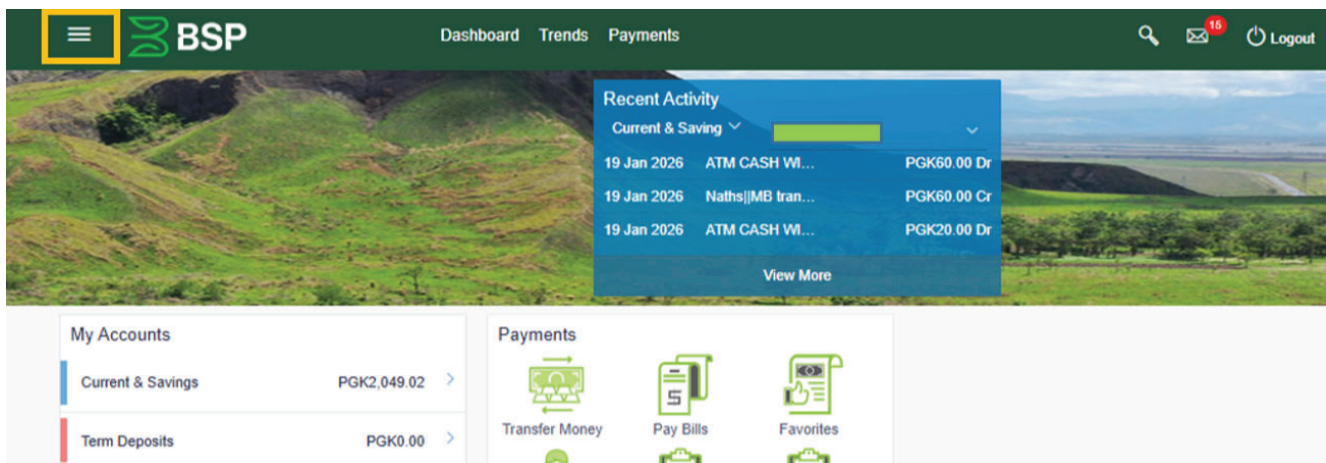 BSP Dashboard Trends Payments 15 Logout
Recent Activity
Current & Saving
19 Jan 2026 ATM CASH WI... PGK60.00 Dr
19 Jan 2026 Naths||MB tran... PGK60.00 Cr
19 Jan 2026 ATM CASH WI... PGK20.00 Dr
View More
My Accounts
Current & Savings PGK2,049.02
Term Deposits PGK0.00
Payments
Transfer Money Pay Bills Favorites